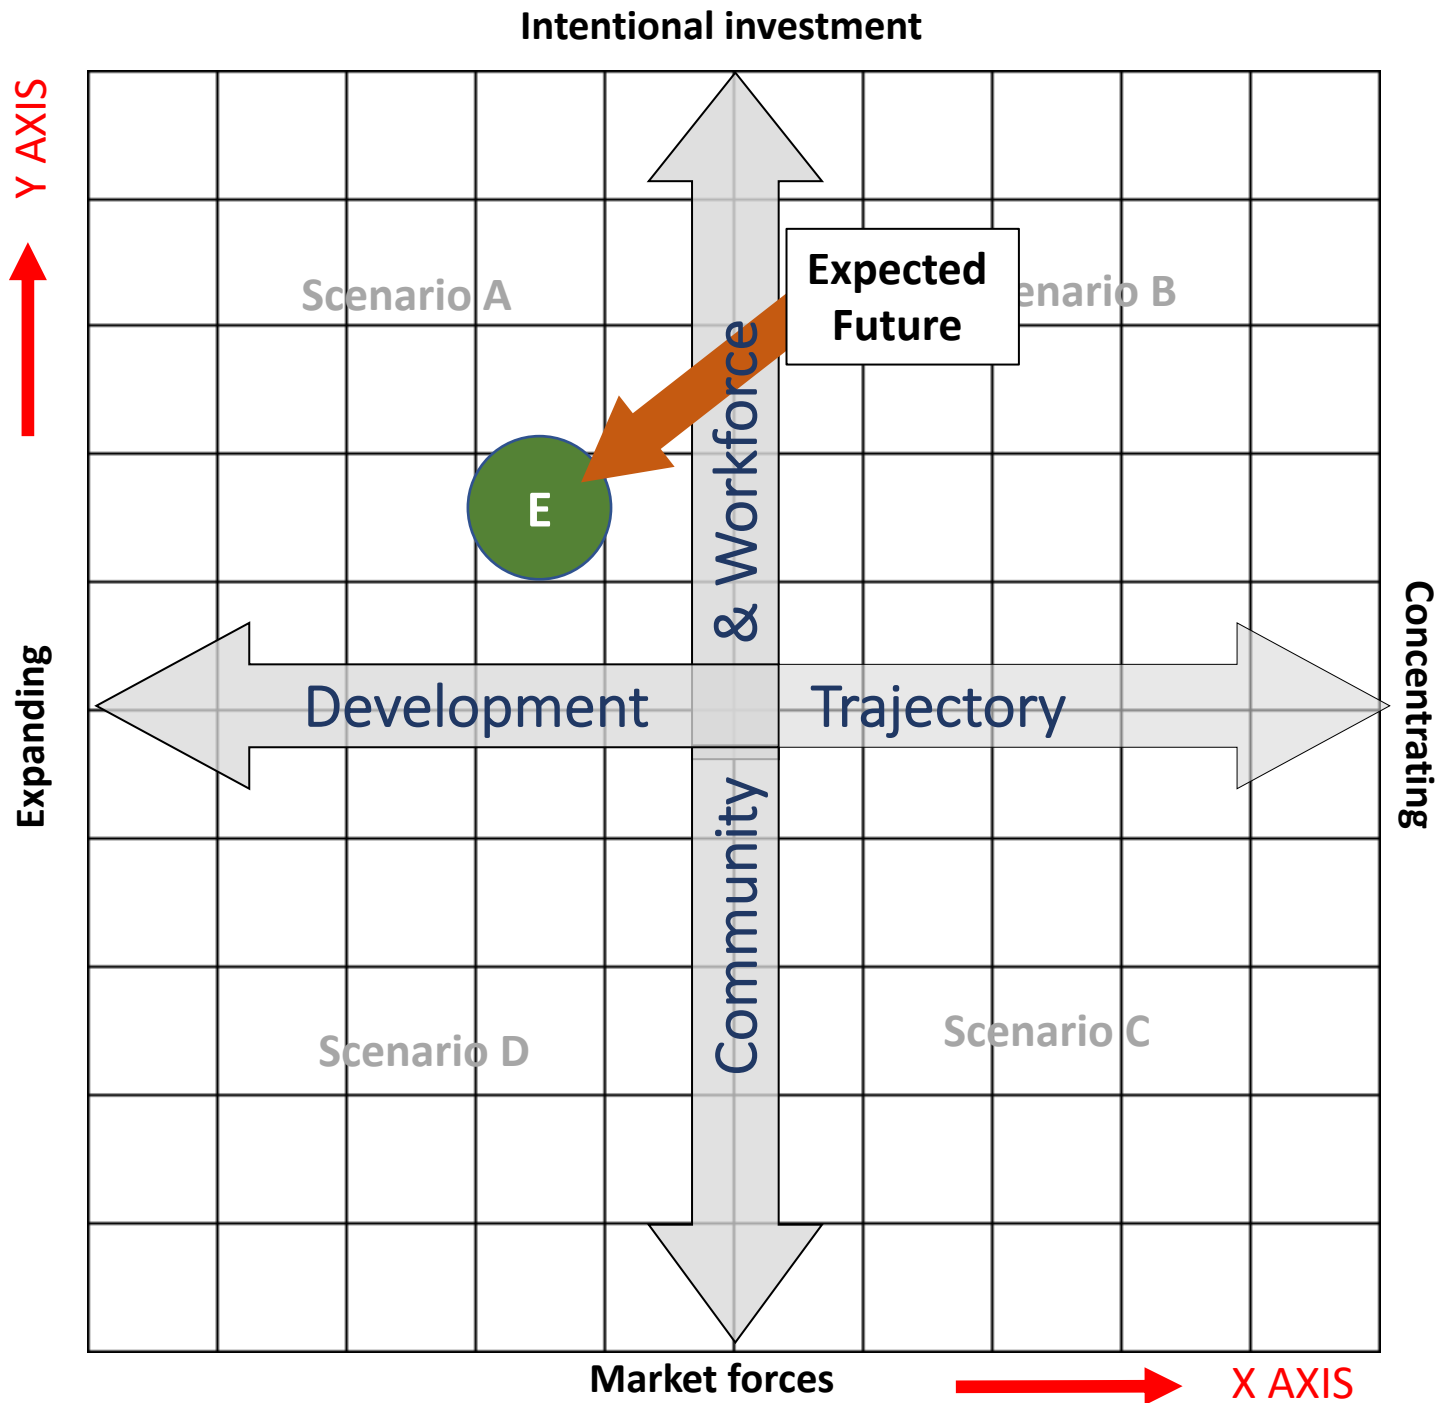 Intentional investment
Y AXIS
Scenario A
Expected
Future
enario B
& Workforce
E
Expanding
Development
Trajectory
Concentrating
Community
Scenario D
Scenario C
Market forces
X AXIS